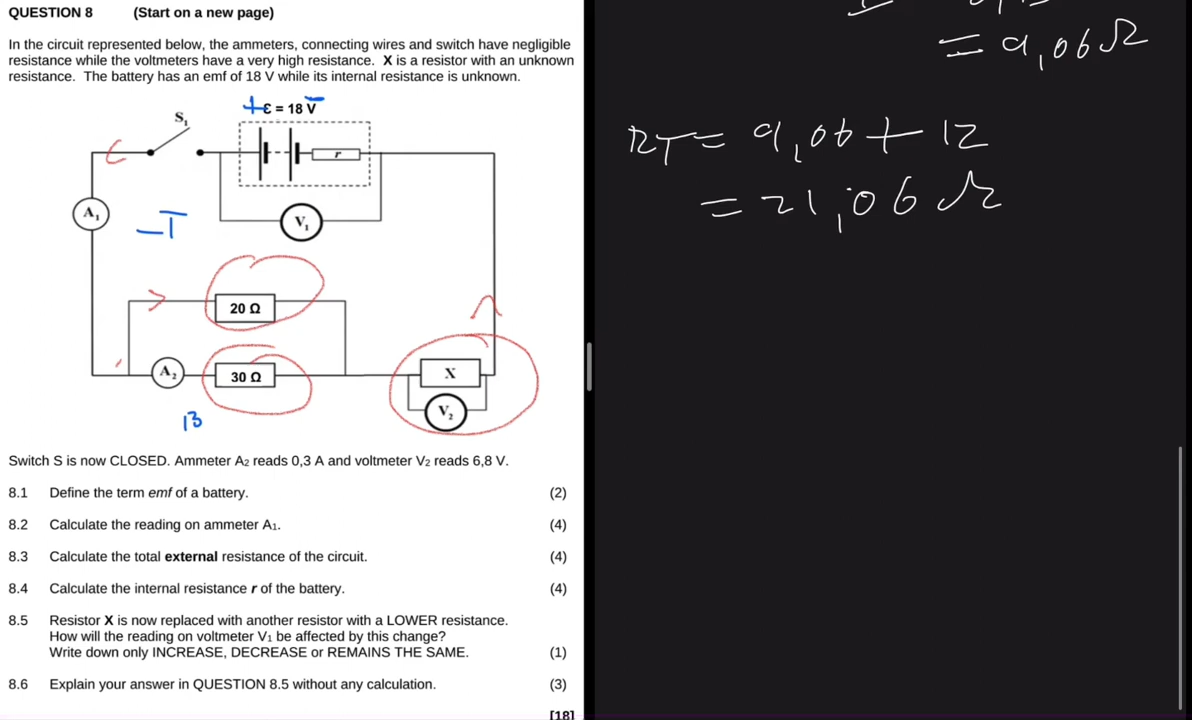 QUESTION 8 (Start on a new page)
In the circuit represented below, the ammeters, connecting wires and switch have negligible
resistance while the voltmeters have a very high resistance. X is a resistor with an unknown
resistance. The battery has an emf of 18 V while its internal resistance is unknown.
+ Ɛ = 18 V −
S₁
r
A₁
−T
V₁
20 Ω
A₂
30 Ω
X
V₂
13
Switch S is now CLOSED. Ammeter A₂ reads 0,3 A and voltmeter V₂ reads 6,8 V.
8.1 Define the term emf of a battery. (2)
8.2 Calculate the reading on ammeter A₁. (4)
8.3 Calculate the total external resistance of the circuit. (4)
8.4 Calculate the internal resistance r of the battery. (4)
8.5 Resistor X is now replaced with another resistor with a LOWER resistance.
How will the reading on voltmeter V₁ be affected by this change?
Write down only INCREASE, DECREASE or REMAINS THE SAME. (1)
8.6 Explain your answer in QUESTION 8.5 without any calculation. (3)
[18]
= 9,06 Ω
RT = 9,06 + 12
= 21,06 Ω